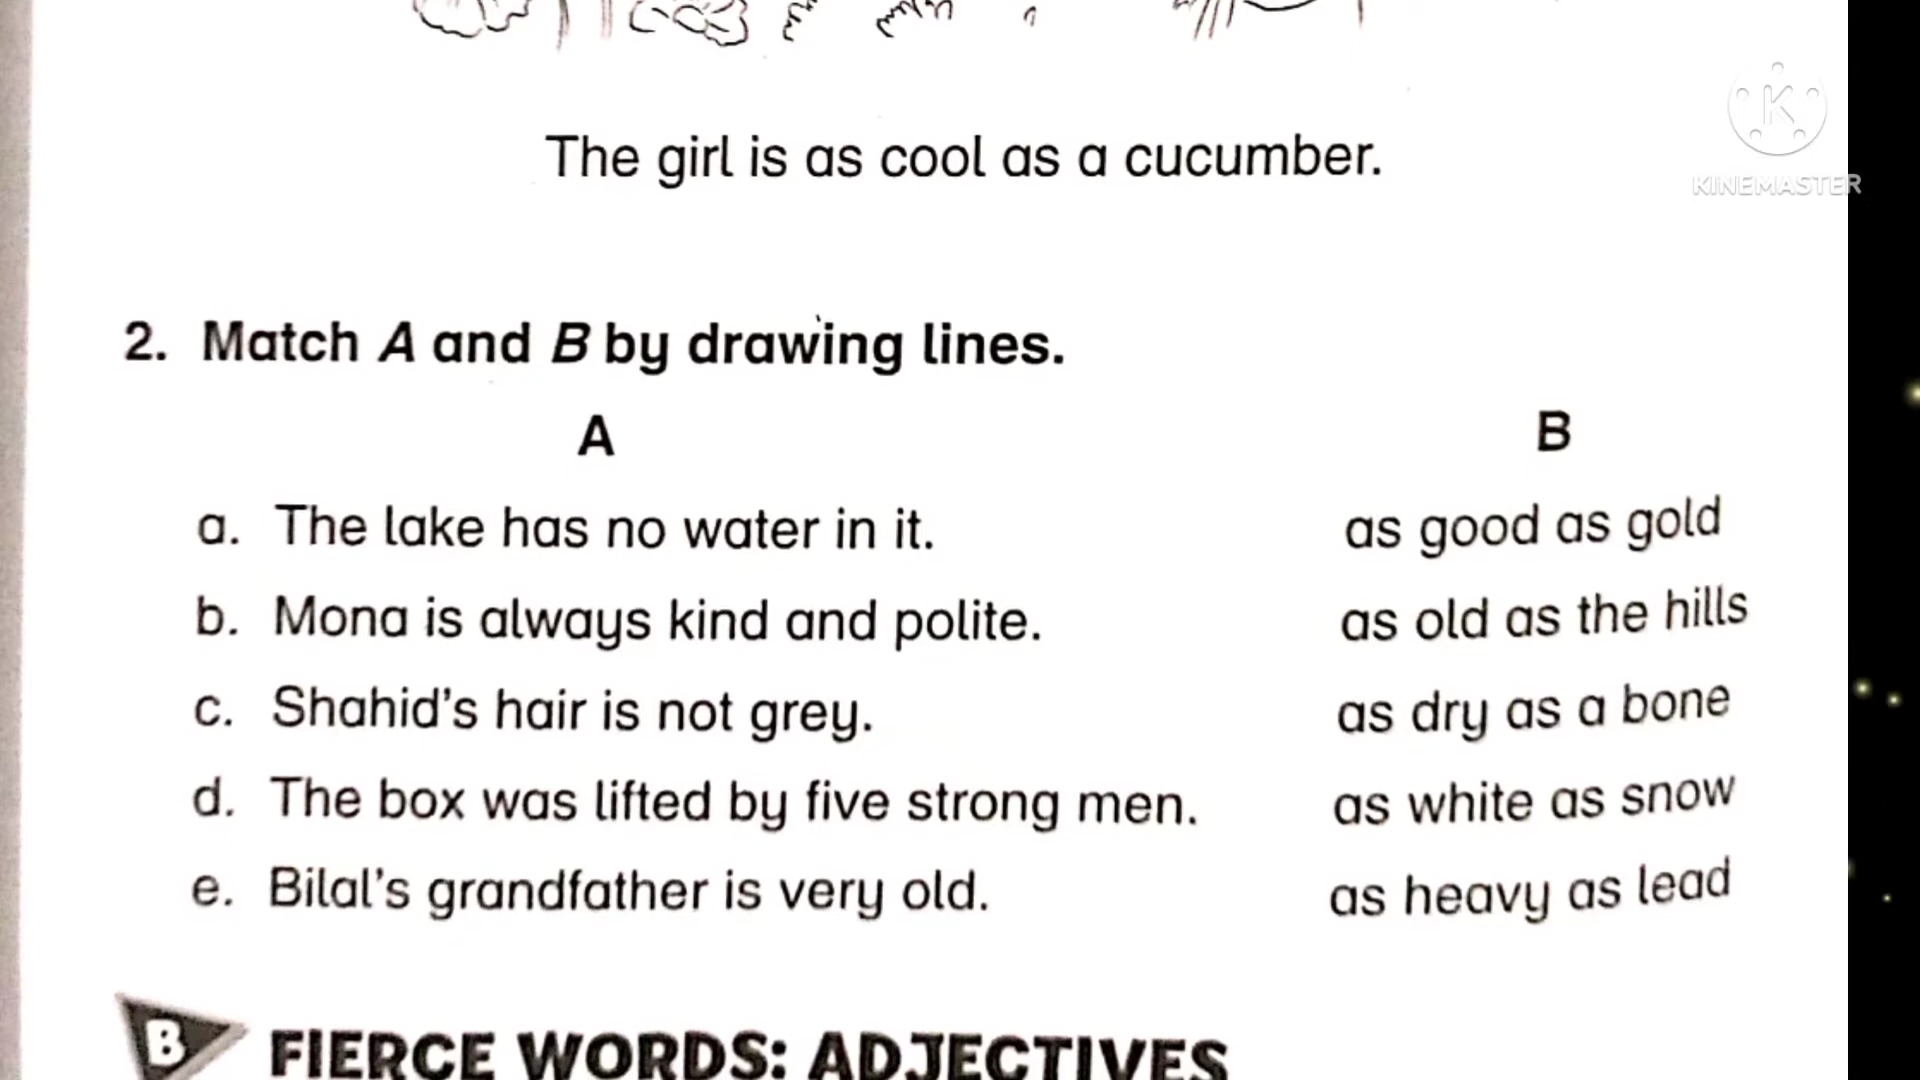 The girl is as cool as a cucumber.
KINEMASTER
2. Match A and B by drawing lines.
A B
a. The lake has no water in it. as good as gold
b. Mona is always kind and polite. as old as the hills
c. Shahid's hair is not grey. as dry as a bone
d. The box was lifted by five strong men. as white as snow
e. Bilal's grandfather is very old. as heavy as lead
B FIERCE WORDS: ADJECTIVES